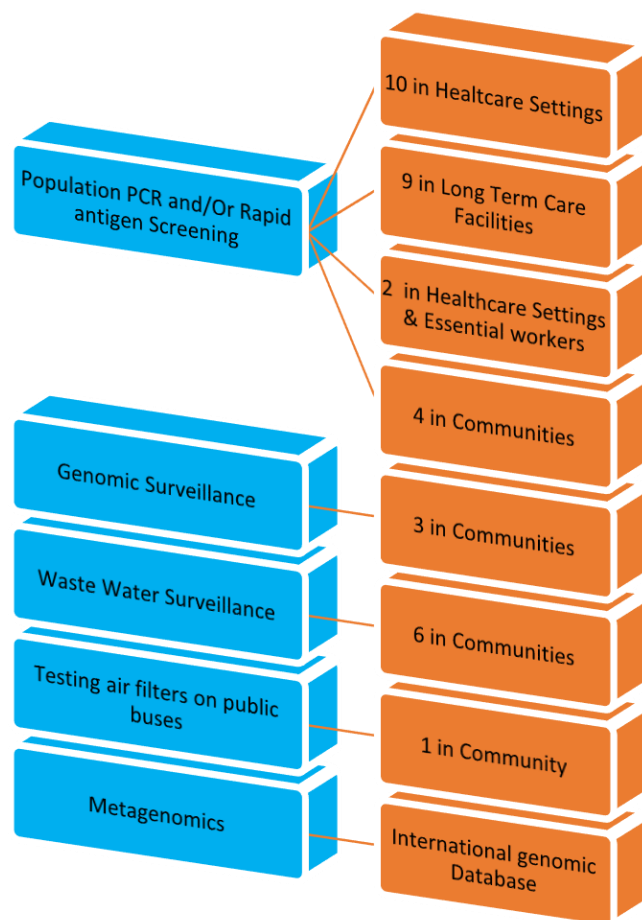 Population PCR and/Or Rapid
antigen Screening
10 in Healtcare Settings
9 in Long Term Care
Facilities
2  in Healthcare Settings
& Essential workers
4 in Communities
Genomic Surveillance
3 in Communities
Waste Water Surveillance
6 in Communities
Testing air filters on public
buses
1 in Community
Metagenomics
International genomic
Database